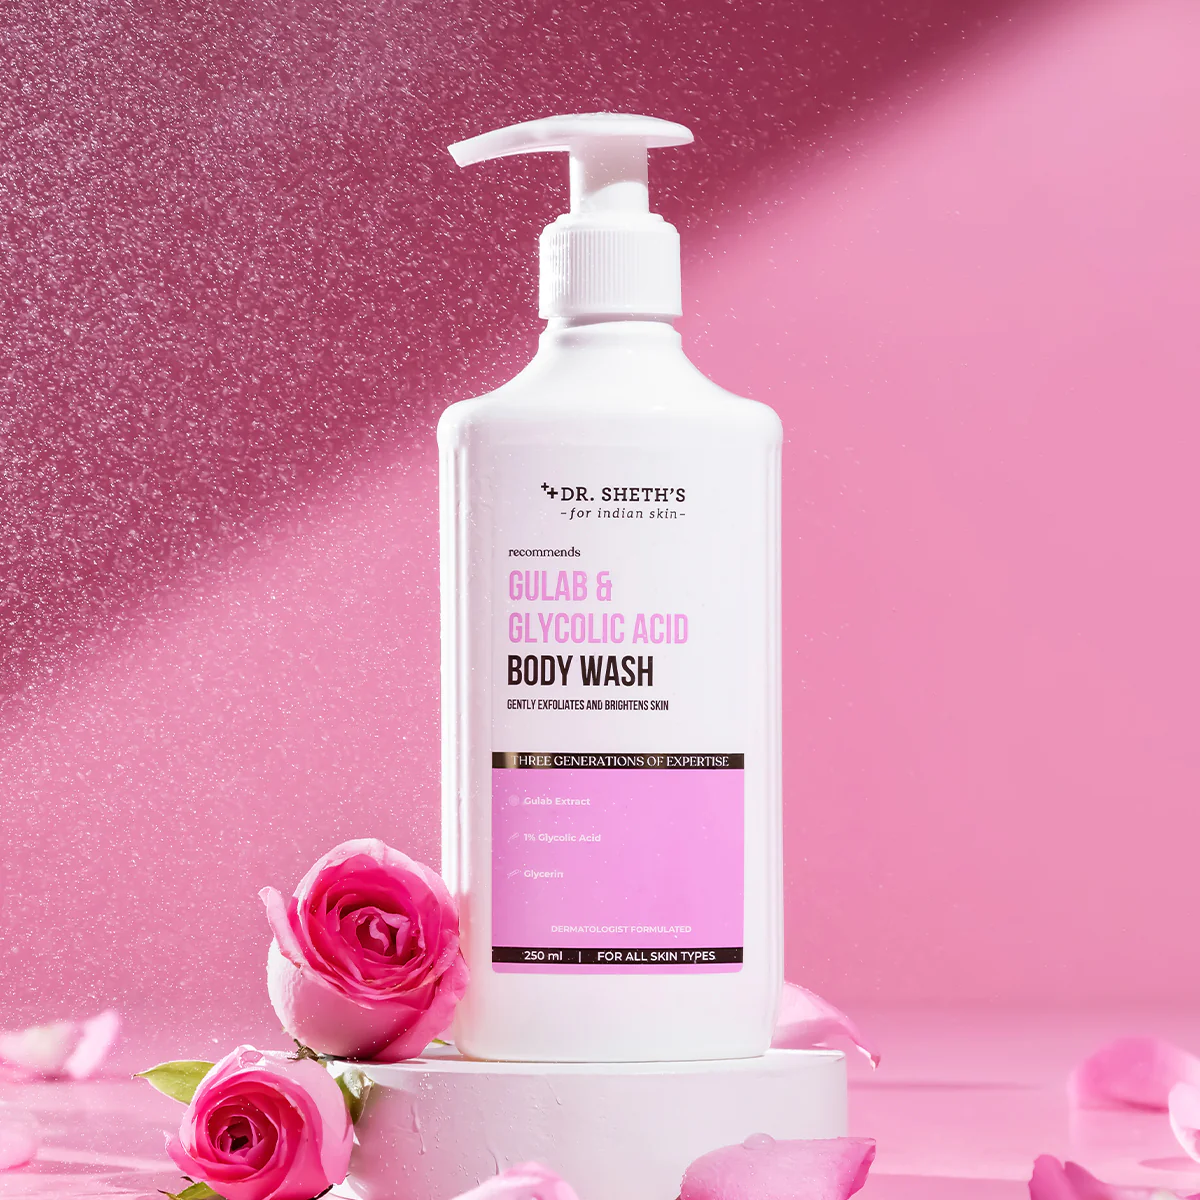 DR. SHETH'S
-for indian skin-
recommends
GULAB &
GLYCOLIC ACID
BODY WASH
GENTLY EXFOLIATES AND BRIGHTENS SKIN
THREE GENERATIONS OF EXPERTISE
Gulab Extract
1% Glycolic Acid
Glycerin
DERMATOLOGIST FORMULATED
250 ml | FOR ALL SKIN TYPES